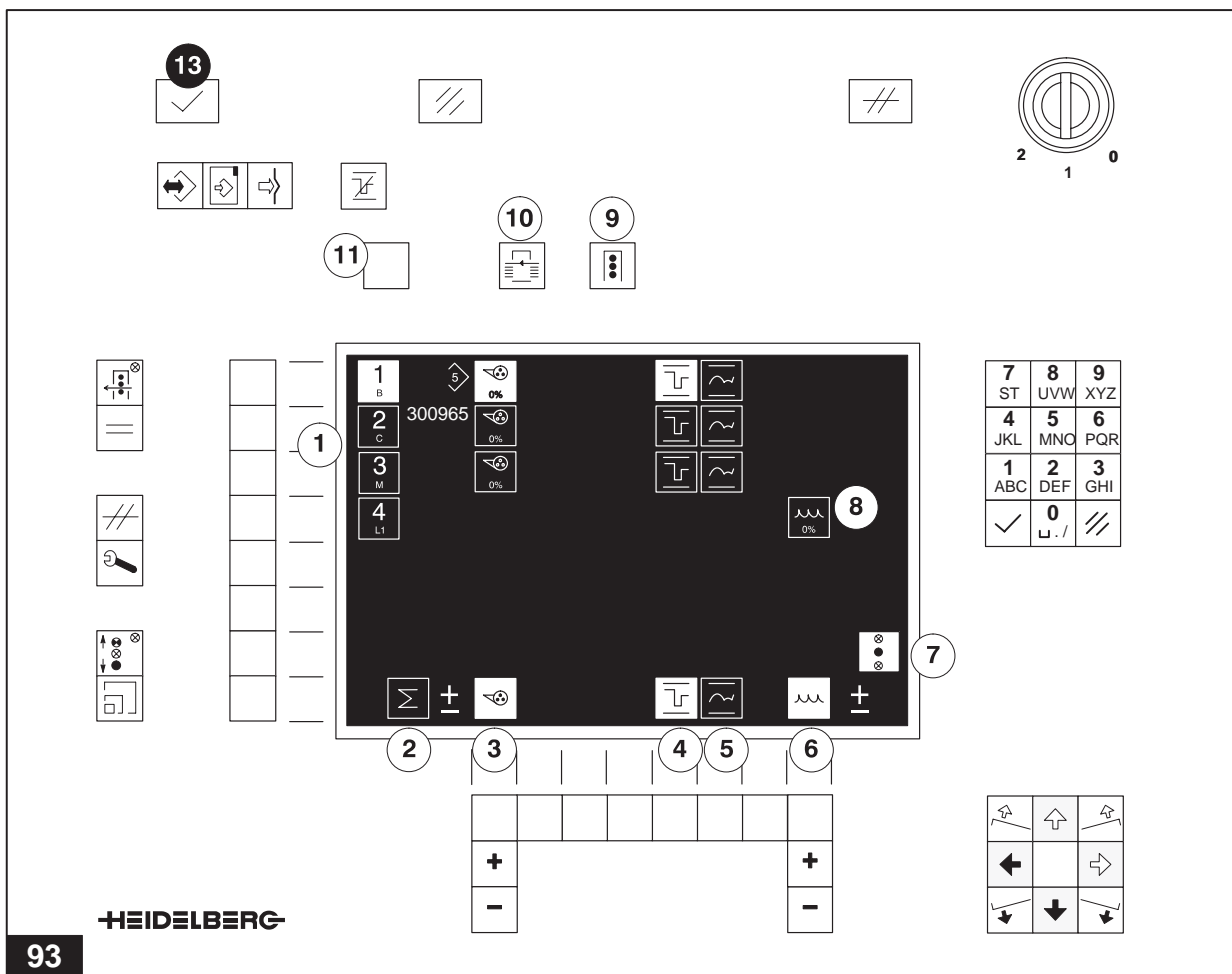 13
2 1 0
10 9
11
1 B 5 0%
2 C 300965 0%
3 M 0%
4 L1 0%
1
8
7
Σ ± ±
2 3 4 5 6
7 8 9
ST UVW XYZ
4 5 6
JKL MNO PQR
1 2 3
ABC DEF GHI
0
␣ . /
+ +
− −
HEIDELBERG
93